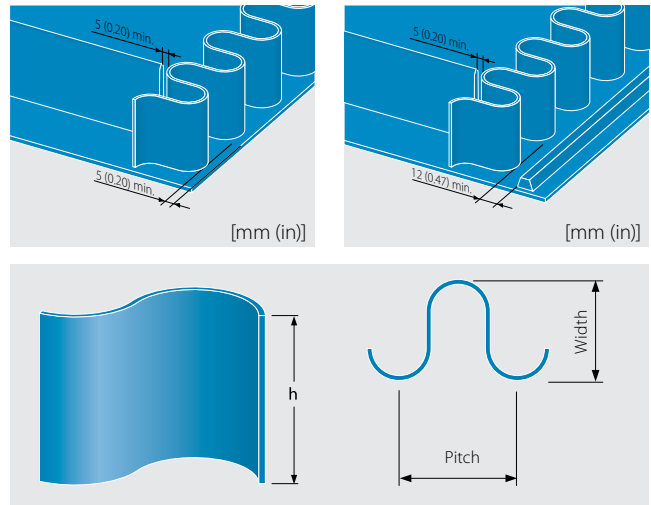 5 (0.20) min.
5 (0.20) min.
[mm (in)]
5 (0.20) min.
12 (0.47) min.
[mm (in)]
h
Width
Pitch